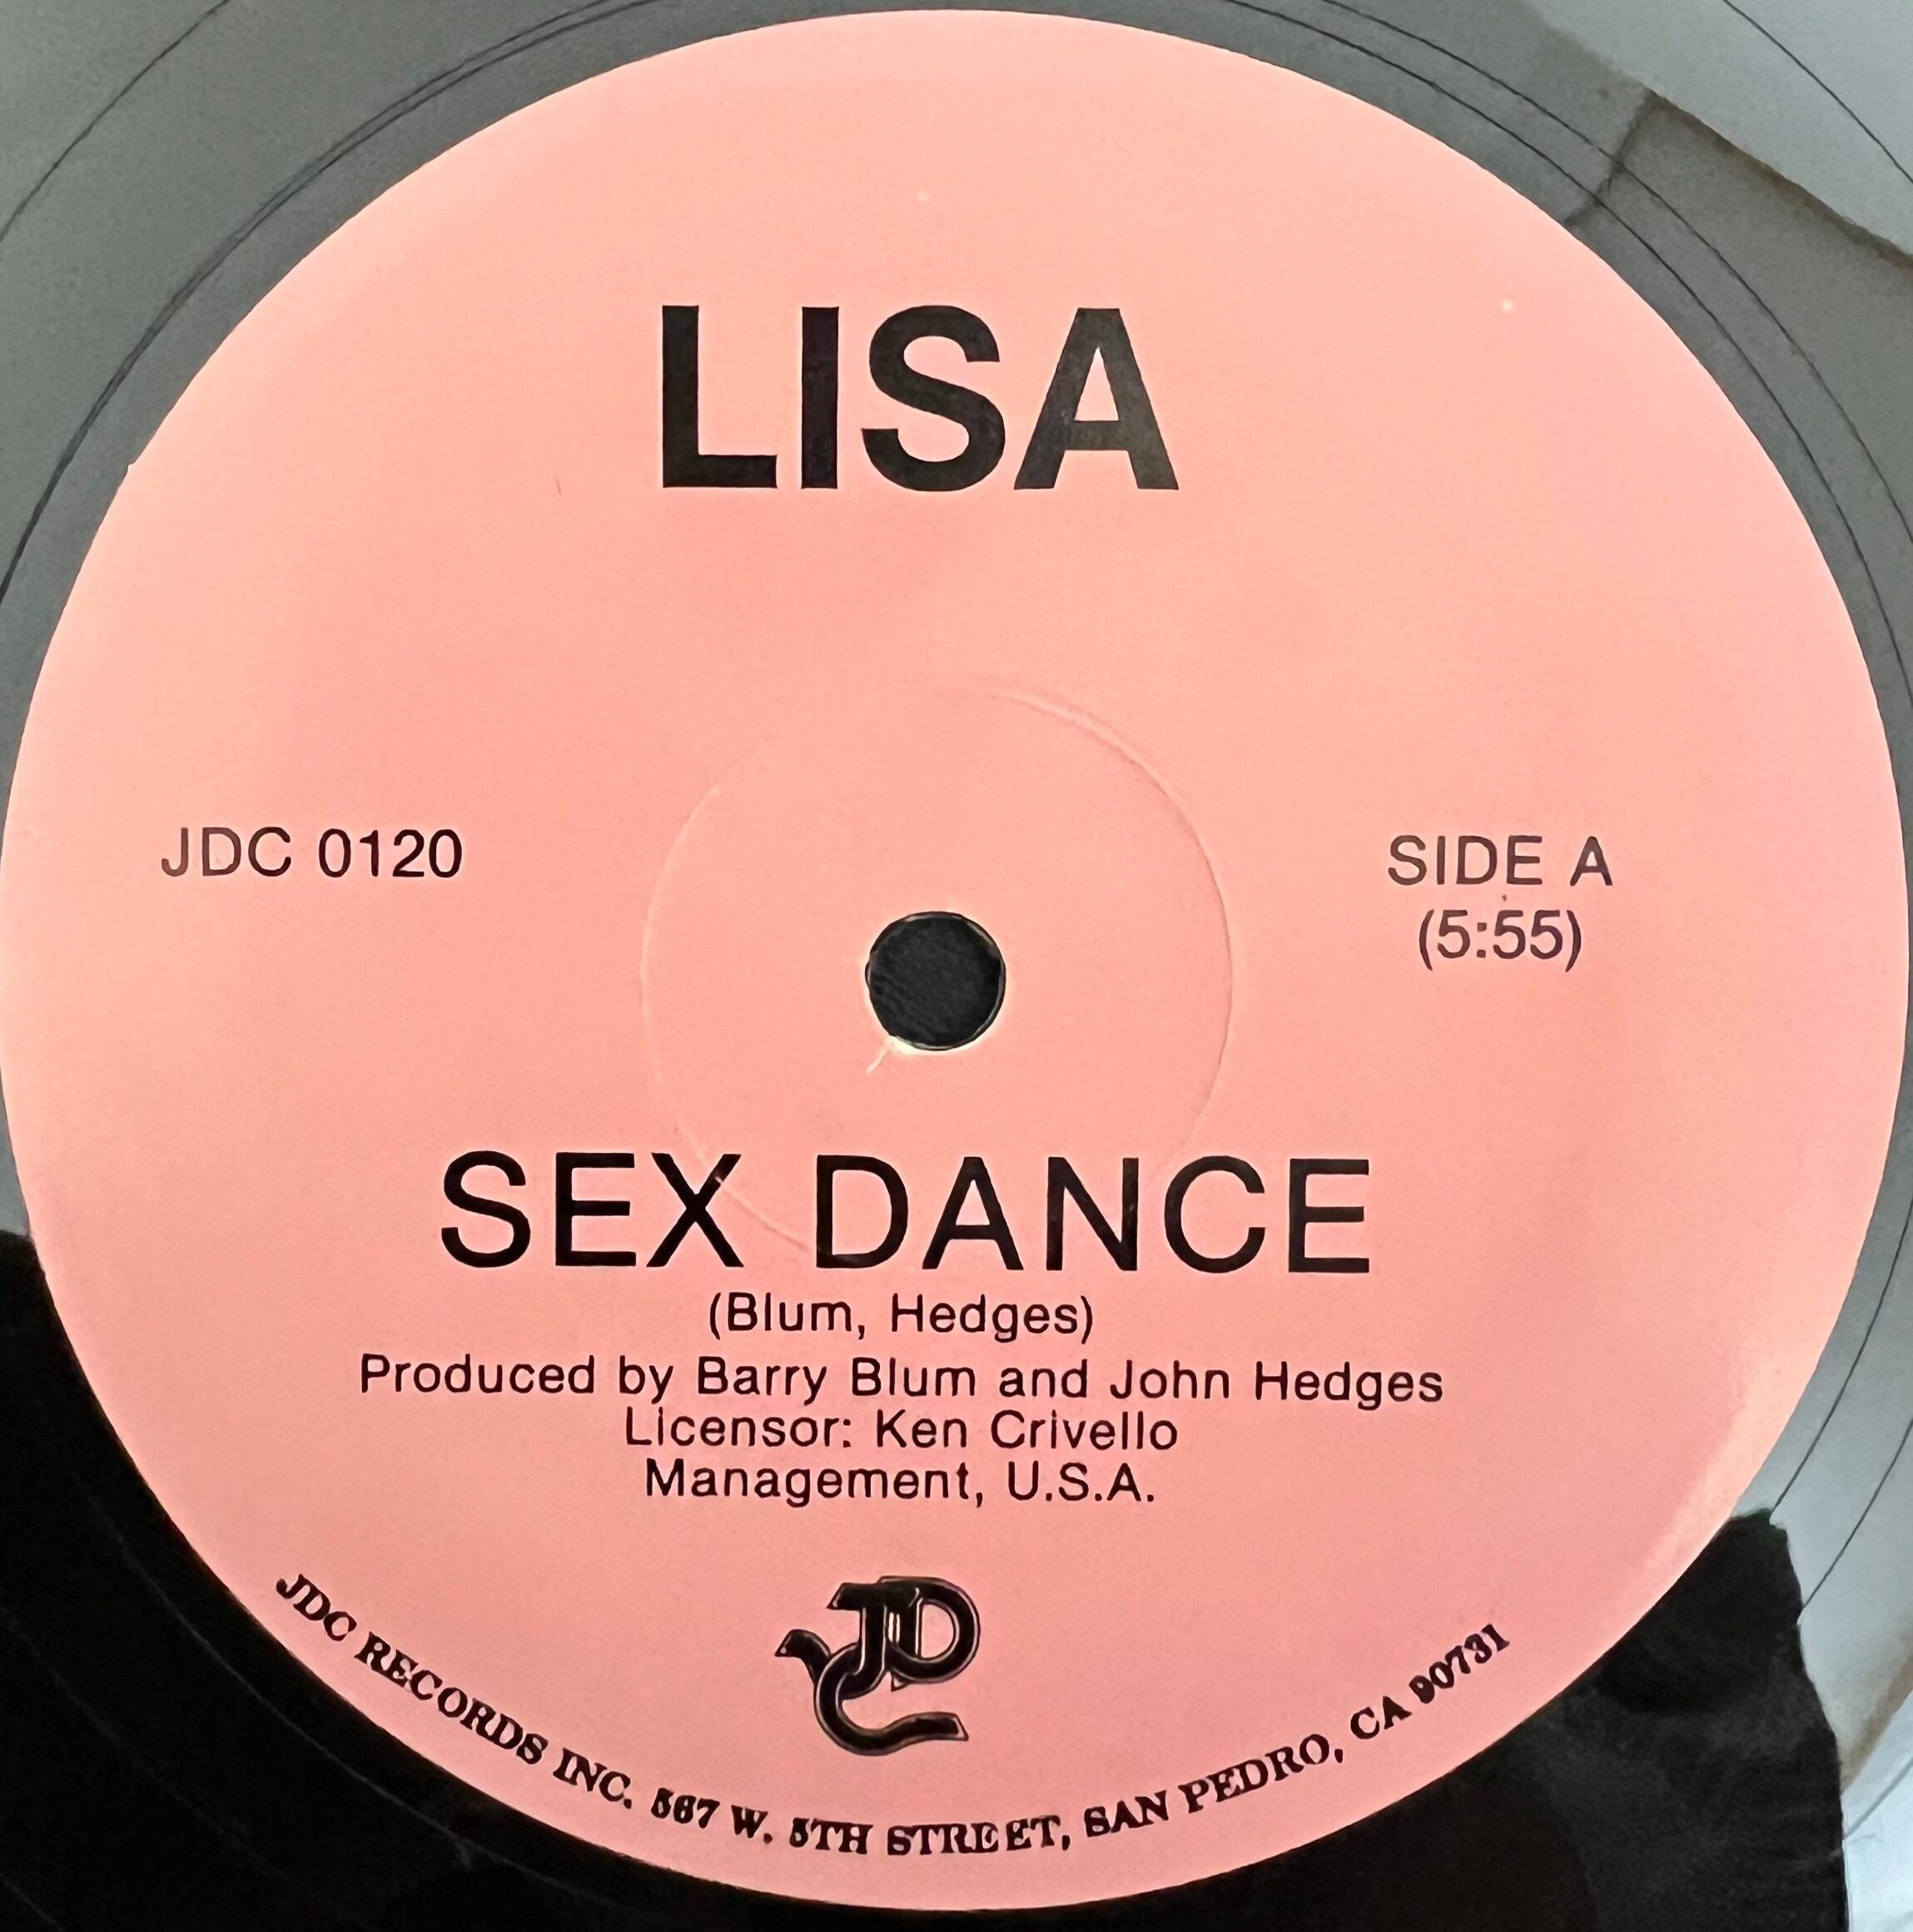 LISA
JDC 0120
SIDE A
(5:55)
SEX DANCE
(Blum, Hedges)
Produced by Barry Blum and John Hedges
Licensor: Ken Crivello
Management, U.S.A.
JDC
JDC RECORDS INC. 567 W. 5TH STREET, SAN PEDRO, CA 90731